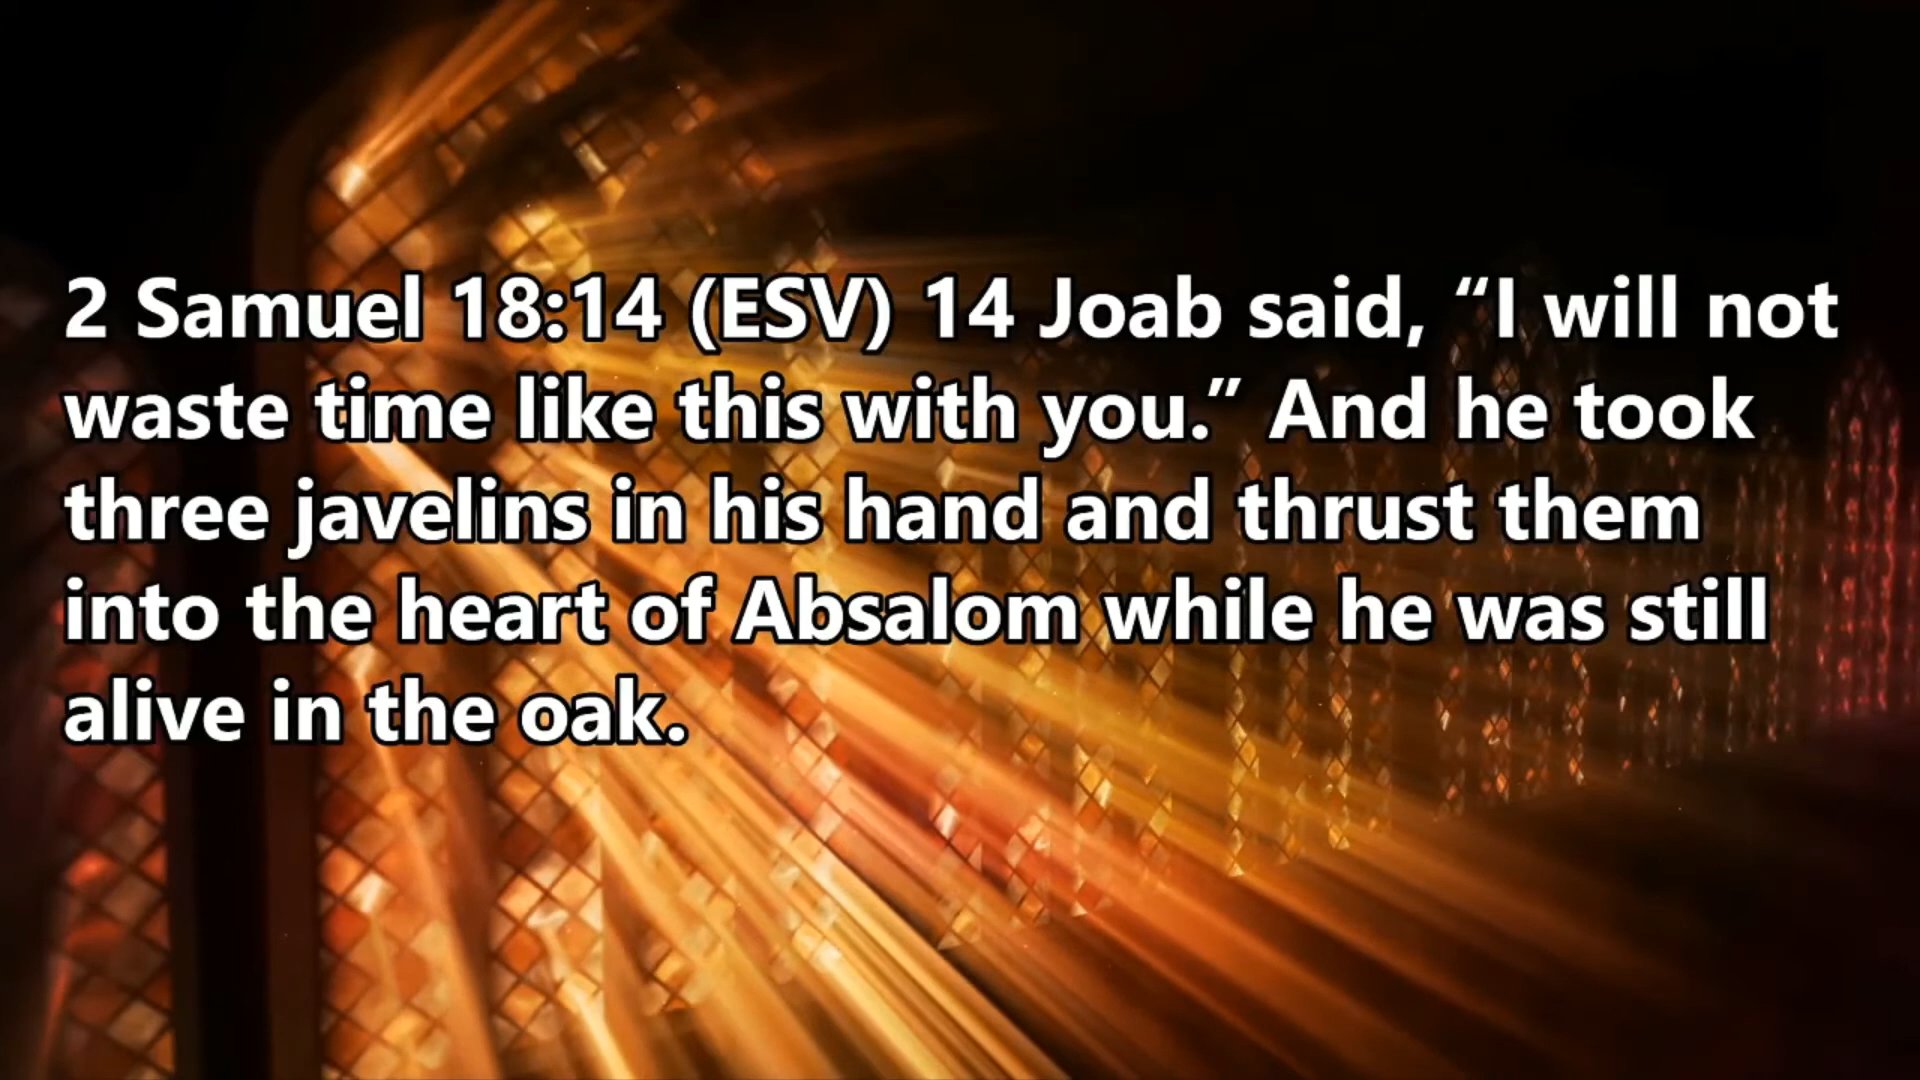 2 Samuel 18:14 (ESV) 14 Joab said, “I will not
waste time like this with you.” And he took
three javelins in his hand and thrust them
into the heart of Absalom while he was still
alive in the oak.